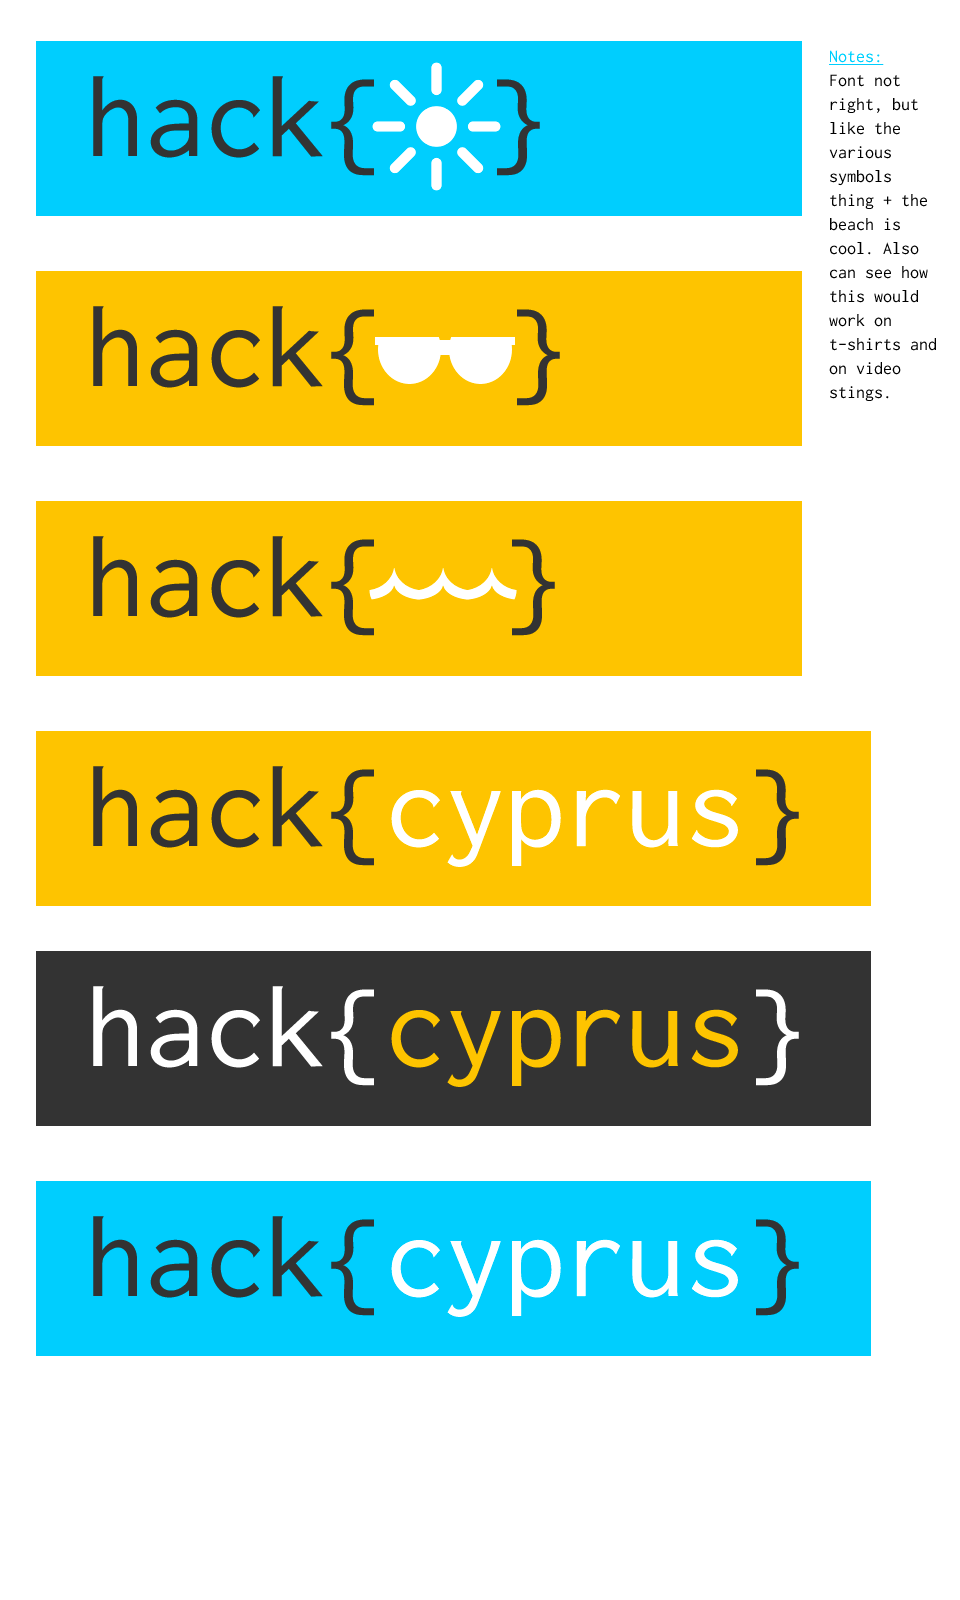 hack{}
hack{}
hack{}
hack{cyprus}
hack{cyprus}
hack{cyprus}
Notes:
Font not
right, but
like the
various
symbols
thing + the
beach is
cool. Also
can see how
this would
work on
t-shirts and
on video
stings.